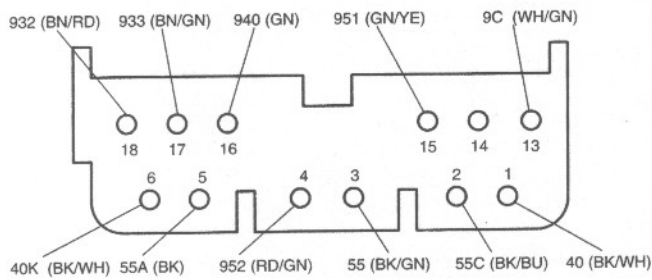 932 (BN/RD) 933 (BN/GN) 940 (GN) 951 (GN/YE) 9C (WH/GN)
18 17 16 15 14 13
6 5 4 3 2 1
40K (BK/WH) 55A (BK) 952 (RD/GN) 55 (BK/GN) 55C (BK/BU) 40 (BK/WH)